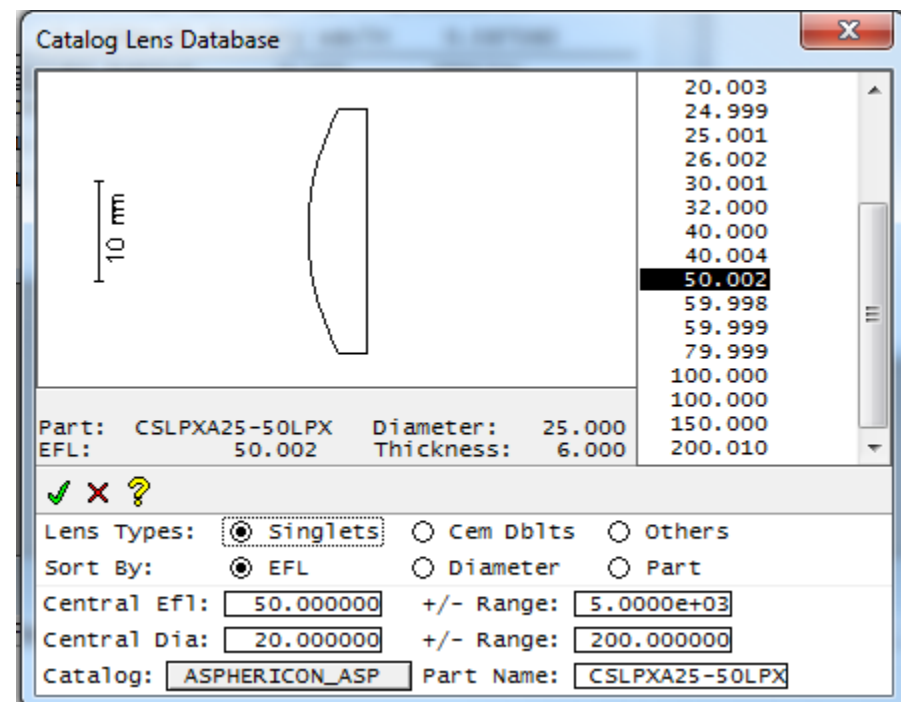 Catalog Lens Database
10 mm
20.003
24.999
25.001
26.002
30.001
32.000
40.000
40.004
50.002
59.998
59.999
79.999
100.000
100.000
150.000
200.010
Part: CSLPXA25-50LPX Diameter: 25.000
EFL: 50.002 Thickness: 6.000
Lens Types: Singlets Cem Dblts Others
Sort By: EFL Diameter Part
Central Efl: 50.000000 +/- Range: 5.0000e+03
Central Dia: 20.000000 +/- Range: 200.000000
Catalog: ASPHERICON_ASP Part Name: CSLPXA25-50LPX